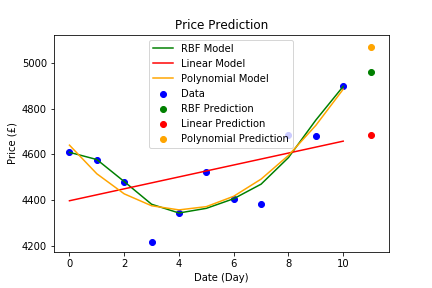 Price Prediction
RBF Model
Linear Model
Polynomial Model
Data
RBF Prediction
Linear Prediction
Polynomial Prediction
5000
4800
4600
4400
4200
Price (£)
0 2 4 6 8 10
Date (Day)